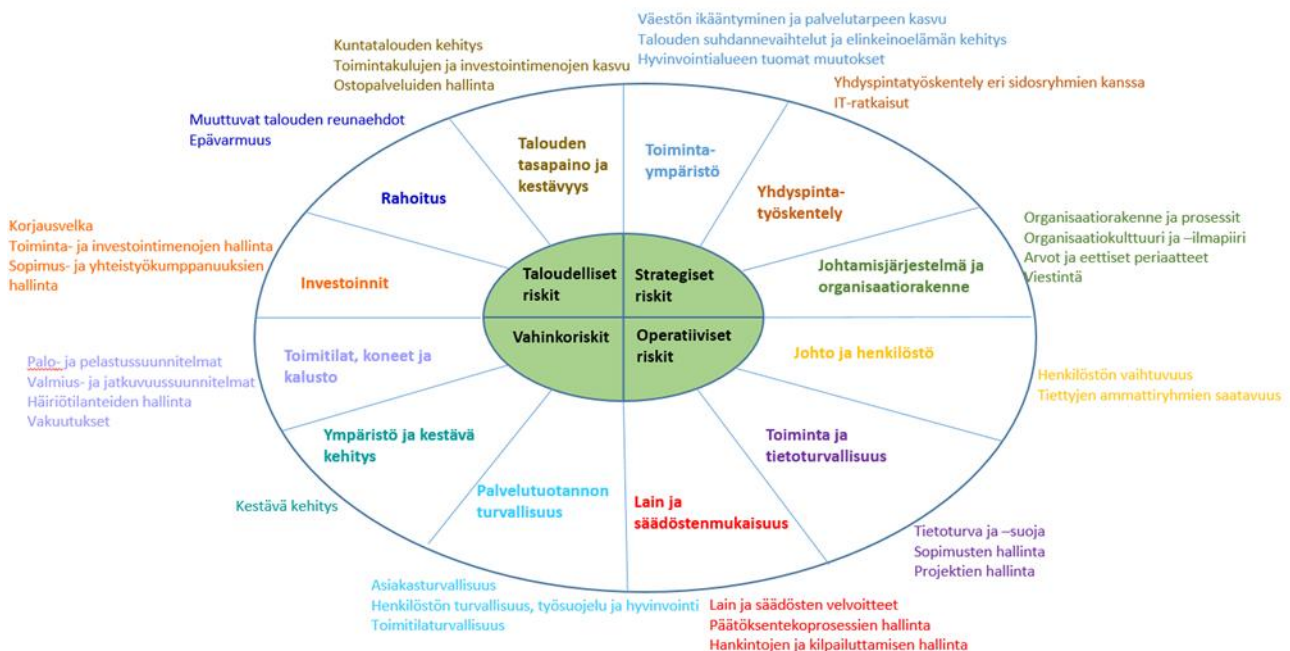 Väestön ikääntyminen ja palvelutarpeen kasvu
Talouden suhdannevaihtelut ja elinkeinoelämän kehitys
Hyvinvointialueen tuomat muutokset
Kuntatalouden kehitys
Toimintakulujen ja investointimenojen kasvu
Ostopalveluiden hallinta
Yhdyspintatyöskentely eri sidosryhmien kanssa
IT-ratkaisut
Muuttuvat talouden reunaehdot
Epävarmuus
Talouden
tasapaino ja
kestävyys
Toiminta-
ympäristö
Rahoitus
Yhdyspinta-
työskentely
Korjausvelka
Toiminta- ja investointimenojen hallinta
Sopimus- ja yhteistyökumppanuuksien
hallinta
Organisaatiorakenne ja prosessit
Organisaatiokulttuuri ja –ilmapiiri
Arvot ja eettiset periaatteet
Viestintä
Investoinnit
Taloudelliset
riskit
Strategiset
riskit
Johtamisjärjestelmä ja
organisaatiorakenne
Vahinkoriskit
Operatiiviset
riskit
Toimitilat, koneet ja
kalusto
Johto ja henkilöstö
Palo- ja pelastussuunnitelmat
Valmius- ja jatkuvuussuunnitelmat
Häiriötilanteiden hallinta
Vakuutukset
Henkilöstön vaihtuvuus
Tiettyjen ammattiryhmien saatavuus
Ympäristö ja kestävä
kehitys
Toiminta ja
tietoturvallisuus
Palvelutuotannon
turvallisuus
Lain ja
säädöstenmukaisuus
Kestävä kehitys
Tietoturva ja –suoja
Sopimusten hallinta
Projektien hallinta
Asiakasturvallisuus
Henkilöstön turvallisuus, työsuojelu ja hyvinvointi
Toimitilaturvallisuus
Lain ja säädösten velvoitteet
Päätöksentekoprosessien hallinta
Hankintojen ja kilpailuttamisen hallinta